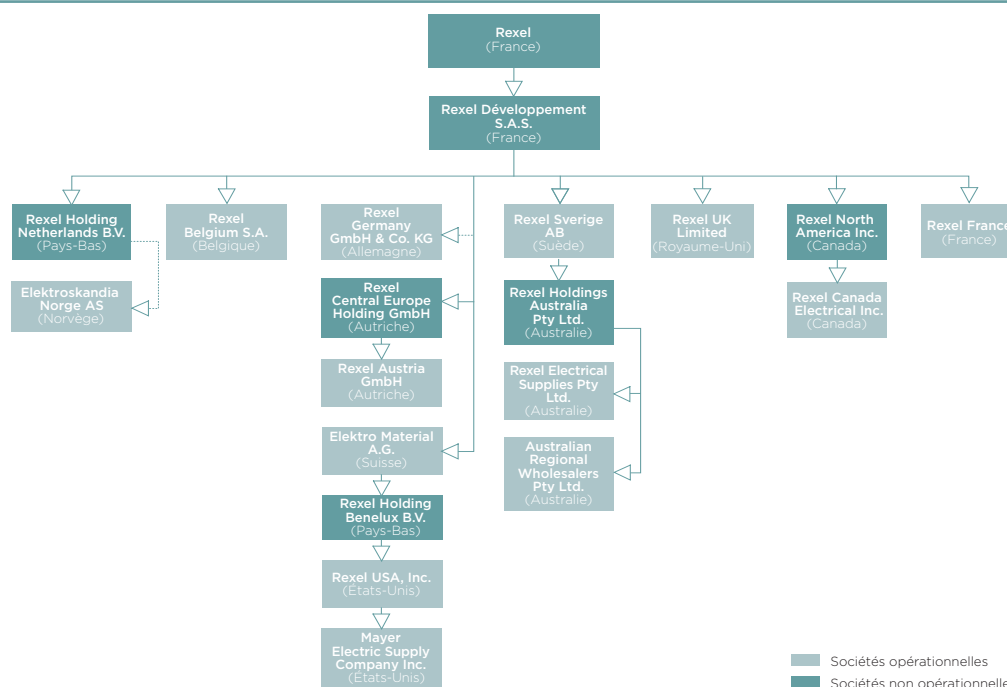 Rexel
(France)
Rexel Développement
S.A.S.
(France)
Rexel Holding
Netherlands B.V.
(Pays-Bas)
Elektroskandia
Norge AS
(Norvège)
Rexel
Belgium S.A.
(Belgique)
Rexel
Germany
GmbH & Co. KG
(Allemagne)
Rexel
Central Europe
Holding GmbH
(Autriche)
Rexel Austria
GmbH
(Autriche)
Elektro Material
A.G.
(Suisse)
Rexel Holding
Benelux B.V.
(Pays-Bas)
Rexel USA, Inc.
(États-Unis)
Mayer
Electric Supply
Company Inc.
(États-Unis)
Rexel Sverige
AB
(Suède)
Rexel Holdings
Australia
Pty Ltd.
(Australie)
Rexel Electrical
Supplies Pty
Ltd.
(Australie)
Australian
Regional
Wholesalers
Pty Ltd.
(Australie)
Rexel UK
Limited
(Royaume-Uni)
Rexel North
America Inc.
(Canada)
Rexel Canada
Electrical Inc.
(Canada)
Rexel France
(France)
Sociétés opérationnelles
Sociétés non opérationnelle